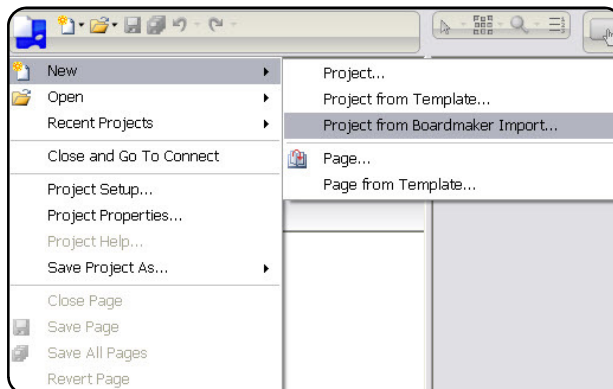 New
Open
Recent Projects
Close and Go To Connect
Project Setup...
Project Properties...
Project Help...
Save Project As...
Close Page
Save Page
Save All Pages
Revert Page
Project...
Project from Template...
Project from Boardmaker Import...
Page...
Page from Template...